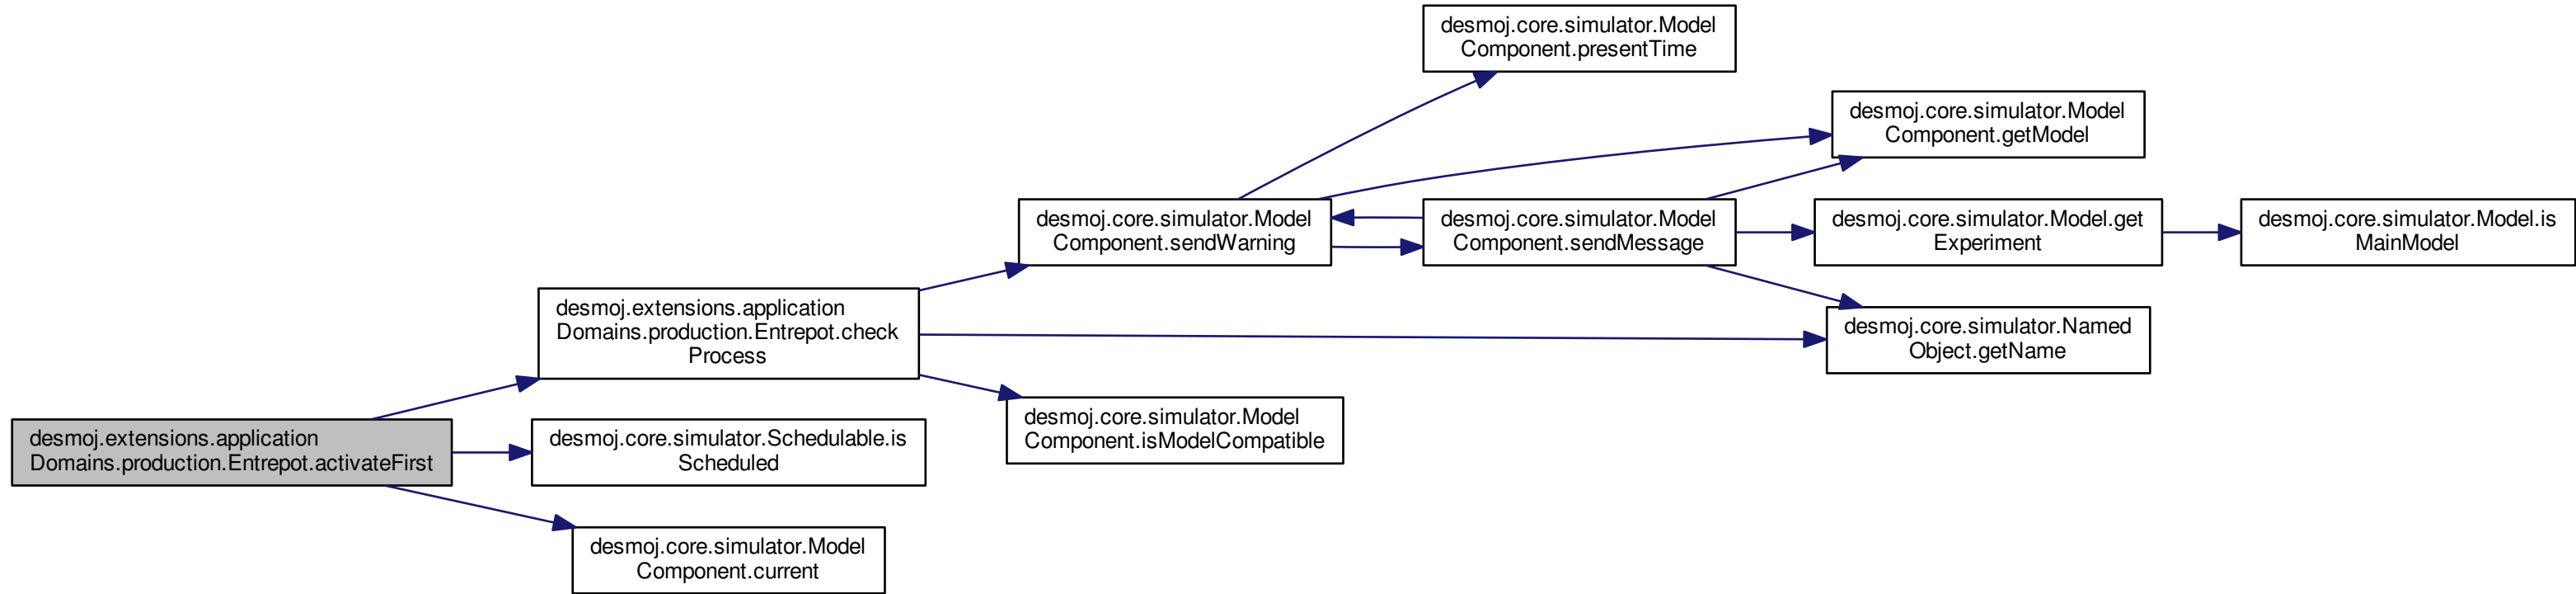 desmoj.core.simulator.Model
Component.presentTime
desmoj.core.simulator.Model
Component.getModel
desmoj.core.simulator.Model
Component.sendWarning
desmoj.core.simulator.Model
Component.sendMessage
desmoj.core.simulator.Model.get
Experiment
desmoj.core.simulator.Model.is
MainModel
desmoj.extensions.application
Domains.production.Entrepot.check
Process
desmoj.core.simulator.Named
Object.getName
desmoj.core.simulator.Model
Component.isModelCompatible
desmoj.extensions.application
Domains.production.Entrepot.activateFirst
desmoj.core.simulator.Schedulable.is
Scheduled
desmoj.core.simulator.Model
Component.current